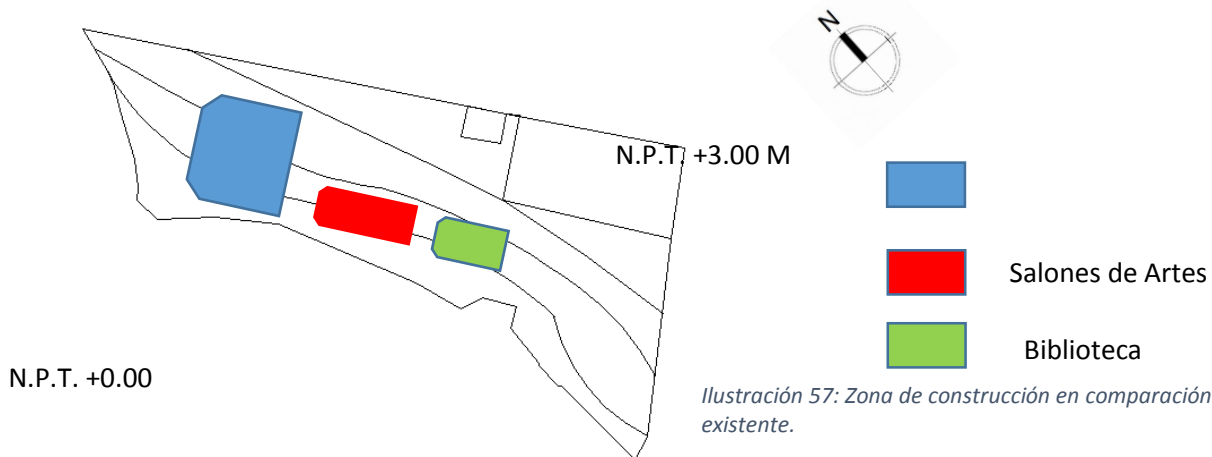 N
N.P.T. +3.00 M
Salones de Artes
Biblioteca
N.P.T. +0.00
Ilustración 57: Zona de construcción en comparación
existente.